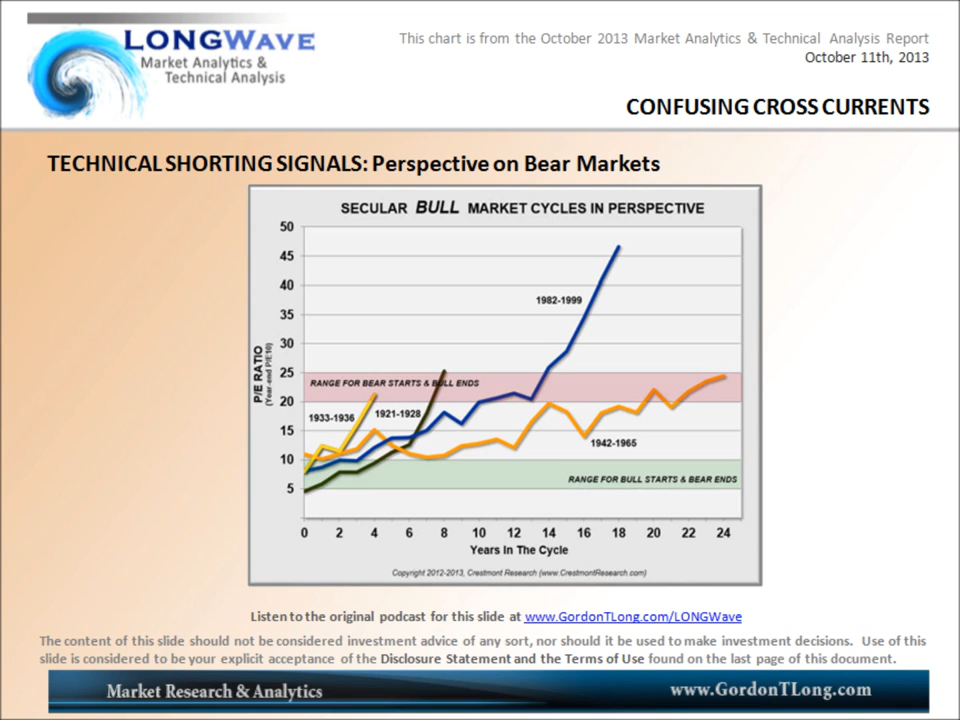 LONGWave
Market Analytics &
Technical Analysis
This chart is from the October 2013 Market Analytics & Technical Analysis Report
October 11th, 2013
CONFUSING CROSS CURRENTS
TECHNICAL SHORTING SIGNALS: Perspective on Bear Markets
SECULAR BULL MARKET CYCLES IN PERSPECTIVE
50
45
40
35
30
25
20
15
10
5
P/E RATIO
(Year-end P/E10)
1982-1999
RANGE FOR BEAR STARTS & BULL ENDS
1933-1936
1921-1928
1942-1965
RANGE FOR BULL STARTS & BEAR ENDS
0 2 4 6 8 10 12 14 16 18 20 22 24
Years In The Cycle
Copyright 2012-2013, Crestmont Research (www.CrestmontResearch.com)
Listen to the original podcast for this slide at www.GordonTLong.com/LONGWave
The content of this slide should not be considered investment advice of any sort, nor should it be used to make investment decisions. Use of this
slide is considered to be your explicit acceptance of the Disclosure Statement and the Terms of Use found on the last page of this document.
Market Research & Analytics
www.GordonTLong.com